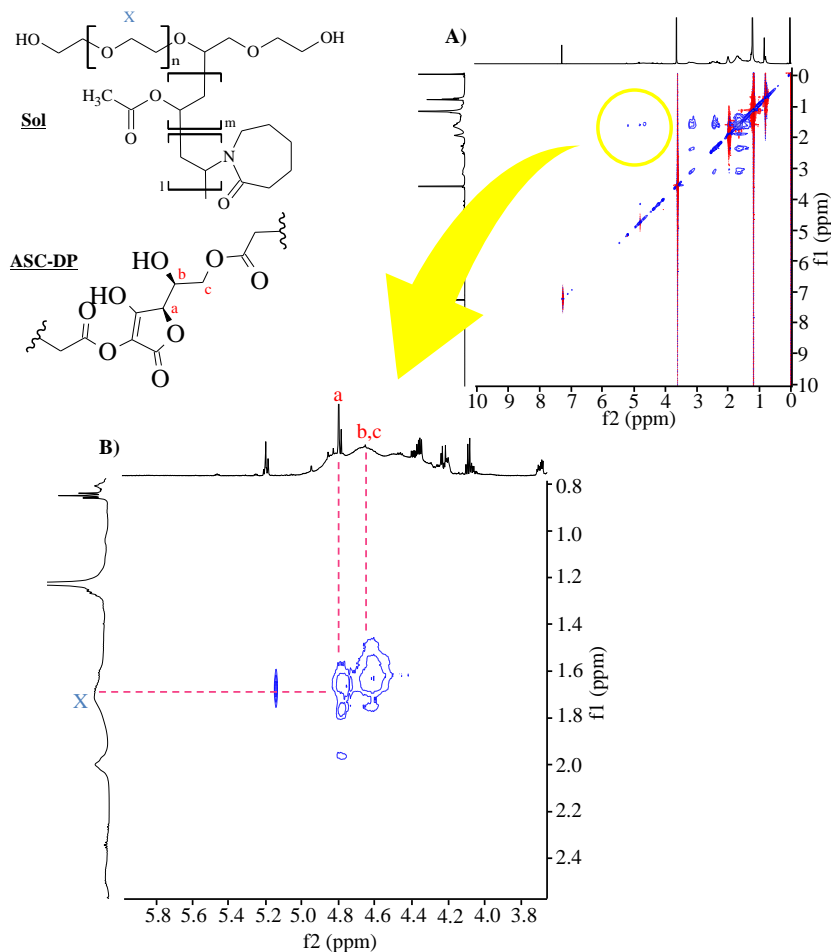 X
HO
O
O
O
OH
n
O
H₃C
O
Sol
m
N
l
O
ASC-DP
O
O
HO
b
c
HO
a
O
O
O
O
A)
0
1
2
3
4
5
6
7
8
9
10
f1 (ppm)
10 9 8 7 6 5 4 3 2 1 0
f2 (ppm)
B)
a
b,c
X
0.8
1.0
1.2
1.4
1.6
1.8
2.0
2.2
2.4
f1 (ppm)
5.8 5.6 5.4 5.2 5.0 4.8 4.6 4.4 4.2 4.0 3.8
f2 (ppm)